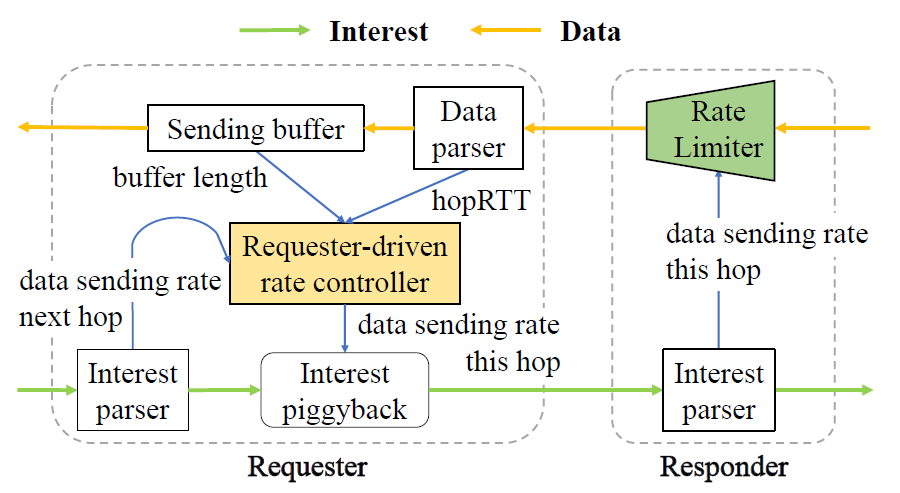 Interest
Data
Sending buffer
Data
parser
Rate
Limiter
buffer length
hopRTT
Requester-driven
rate controller
data sending rate
next hop
data sending rate
this hop
data sending rate
this hop
Interest
parser
Interest
piggyback
Interest
parser
Requester
Responder